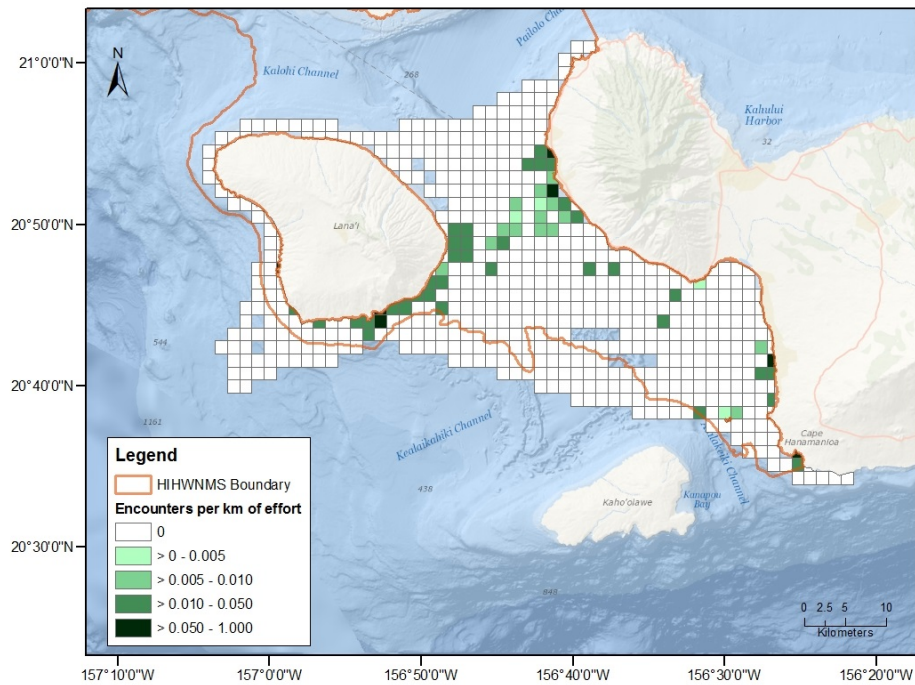 21°0'0"N
20°50'0"N
20°40'0"N
20°30'0"N
N
Kalohi Channel
268
Pailolo Cha
Kahului
Harbor
32
Lana'i
544
1161
Kealaikahiki Channel
438
Cape
Hanamanioa
Alalakeiki Channel
Kanapou
Bay
Kaho'olawe
848
Legend
HIHWNMS Boundary
Encounters per km of effort
0
> 0 - 0.005
> 0.005 - 0.010
> 0.010 - 0.050
> 0.050 - 1.000
0 2.5 5 10
Kilometers
157°10'0"W 157°0'0"W 156°50'0"W 156°40'0"W 156°30'0"W 156°20'0"W